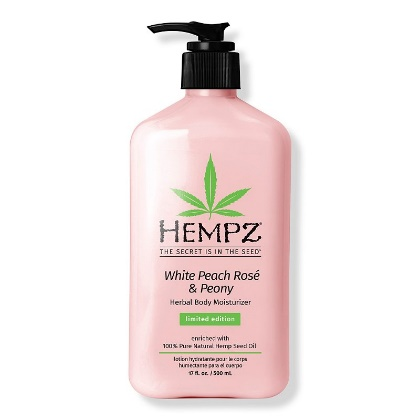 HEMPZ®
THE SECRET IS IN THE SEED®
White Peach Rosé
& Peony
Herbal Body Moisturizer
limited edition
enriched with
100% Pure Natural Hemp Seed Oil
lotion hydratante pour le corps
humectante para el cuerpo
17 fl. oz. / 500 mL